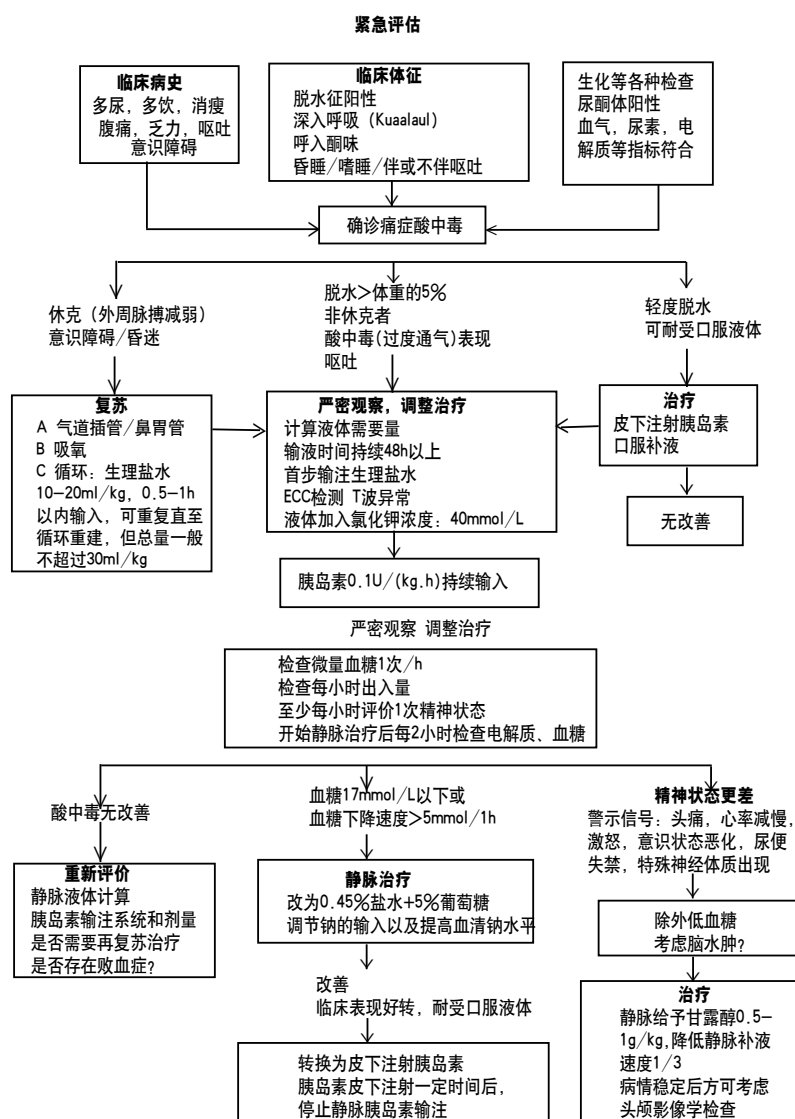 紧急评估
临床病史
多尿，多饮，消瘦
腹痛，乏力，呕吐
意识障碍
临床体征
脱水征阳性
深入呼吸（Kuaalaul）
呼入酮味
昏睡/嗜睡/伴或不伴呕吐
生化等各种检查
尿酮体阳性
血气，尿素，电
解质等指标符合
确诊痛症酸中毒
休克（外周脉搏减弱）
意识障碍/昏迷
脱水>体重的5%
非休克者
酸中毒(过度通气)表现
呕吐
轻度脱水
可耐受口服液体
复苏
A 气道插管/鼻胃管
B 吸氧
C 循环：生理盐水
10-20ml/kg，0.5-1h
以内输入，可重复直至
循环重建，但总量一般
不超过30ml/kg
严密观察，调整治疗
计算液体需要量
输液时间持续48h以上
首步输注生理盐水
ECC检测 T波异常
液体加入氯化钾浓度：40mmol/L
治疗
皮下注射胰岛素
口服补液
无改善
胰岛素0.1U/(kg.h)持续输入
严密观察 调整治疗
检查微量血糖1次/h
检查每小时出入量
至少每小时评价1次精神状态
开始静脉治疗后每2小时检查电解质、血糖
酸中毒无改善
血糖17mmol/L以下或
血糖下降速度>5mmol/1h
精神状态更差
警示信号：头痛，心率减慢，
激怒，意识状态恶化，尿便
失禁，特殊神经体质出现
重新评价
静脉液体计算
胰岛素输注系统和剂量
是否需要再复苏治疗
是否存在败血症？
静脉治疗
改为0.45%盐水+5%葡萄糖
调节钠的输入以及提高血清钠水平
除外低血糖
考虑脑水肿？
改善
临床表现好转，耐受口服液体
治疗
静脉给予甘露醇0.5-
1g/kg,降低静脉补液
速度1/3
病情稳定后方可考虑
头颅影像学检查
转换为皮下注射胰岛素
胰岛素皮下注射一定时间后，
停止静脉胰岛素输注